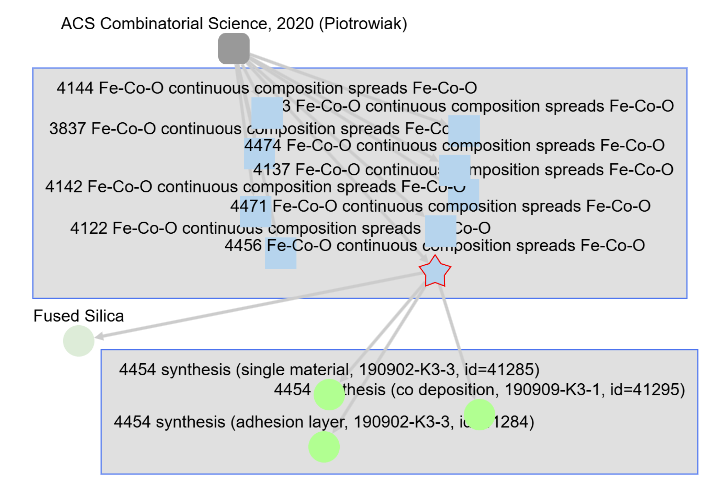 ACS Combinatorial Science, 2020 (Piotrowiak)
4144 Fe-Co-O continuous composition spreads Fe-Co-O
3 Fe-Co-O continuous composition spreads Fe-Co-O
3837 Fe-Co-O continuous composition spreads Fe-Co
4474 Fe-Co-O continuous composition spreads Fe-Co-O
4137 Fe-Co-O continuous composition spreads Fe-Co-O
4142 Fe-Co-O continuous composition spreads Fe-Co-O
4471 Fe-Co-O continuous composition spreads Fe-Co-O
4122 Fe-Co-O continuous composition spreads Co-O
4456 Fe-Co-O continuous composition spreads Fe-Co-O
Fused Silica
4454 synthesis (single material, 190902-K3-3, id=41285)
4454 thesis (co deposition, 190909-K3-1, id=41295)
4454 synthesis (adhesion layer, 190902-K3-3, id 1284)